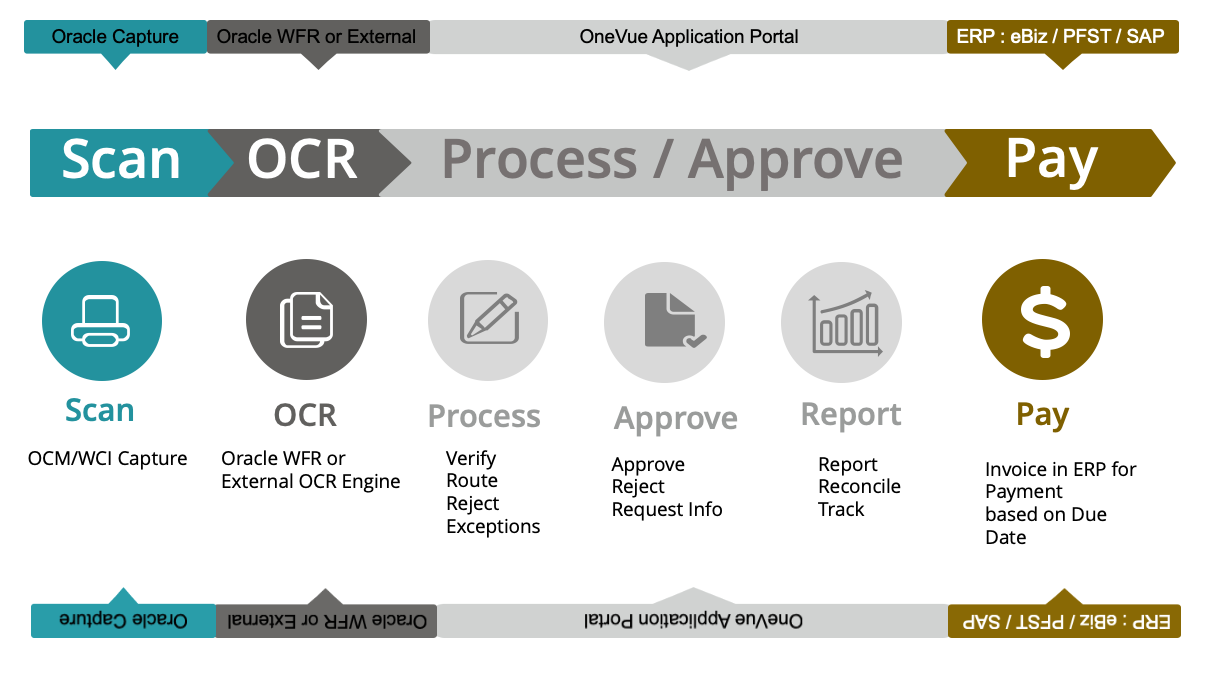 Oracle Capture
Oracle WFR or External
OneVue Application Portal
ERP : eBiz / PFST / SAP
Scan
OCR
Process / Approve
Pay
Scan
OCM/WCI Capture
OCR
Oracle WFR or
External OCR Engine
Process
Verify
Route
Reject
Exceptions
Approve
Approve
Reject
Request Info
Report
Report
Reconcile
Track
Pay
Invoice in ERP for
Payment
based on Due
Date
Oracle Capture
Oracle WFR or External
OneVue Application Portal
ERP : eBiz / PFST / SAP